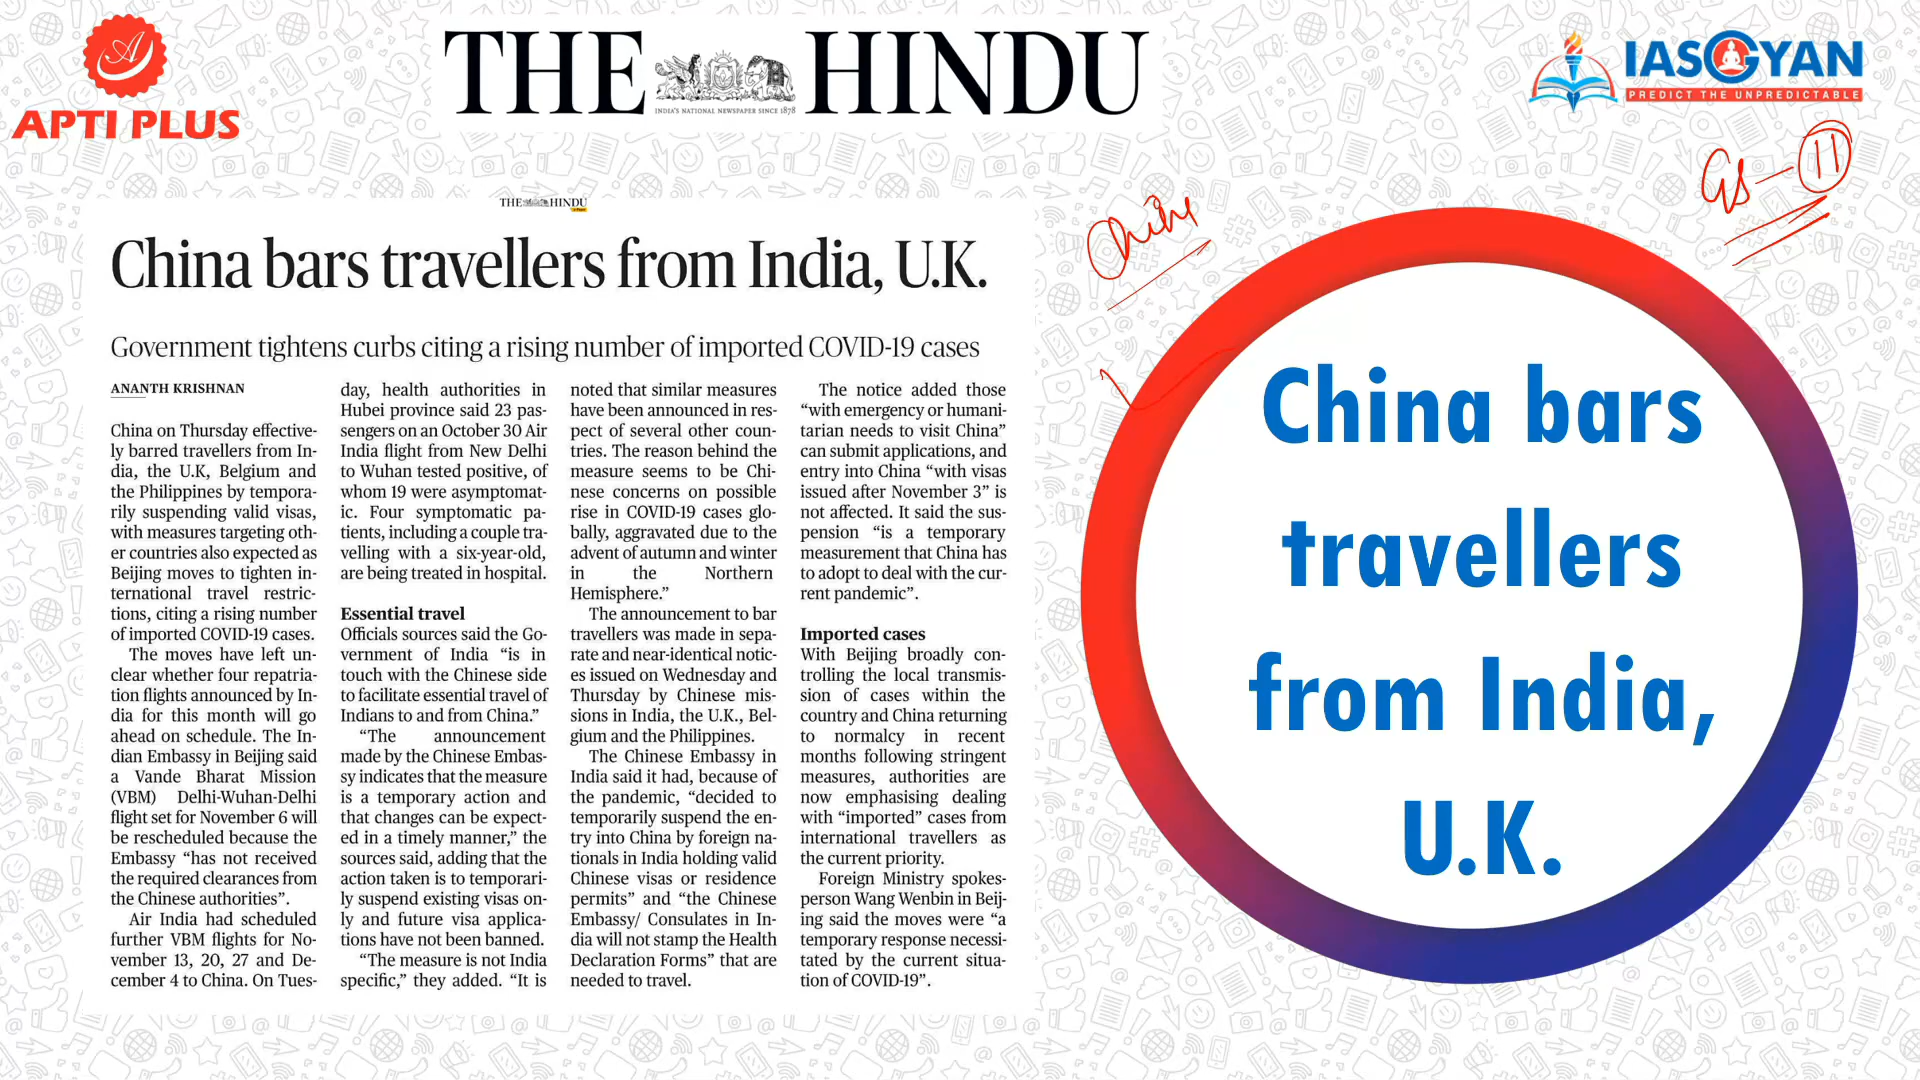 APTI PLUS
THE HINDU
INDIA'S NATIONAL NEWSPAPER SINCE 1878
IASGYAN
PREDICT THE UNPREDICTABLE
GS - II
THE HINDU
China bars travellers from India, U.K.
Government tightens curbs citing a rising number of imported COVID-19 cases
ANANTH KRISHNAN
China on Thursday effective-
ly barred travellers from In-
dia, the U.K, Belgium and
the Philippines by tempora-
rily suspending valid visas,
with measures targeting oth-
er countries also expected as
Beijing moves to tighten in-
ternational travel restric-
tions, citing a rising number
of imported COVID-19 cases.
The moves have left un-
clear whether four repatria-
tion flights announced by In-
dia for this month will go
ahead on schedule. The In-
dian Embassy in Beijing said
a Vande Bharat Mission
(VBM) Delhi-Wuhan-Delhi
flight set for November 6 will
be rescheduled because the
Embassy “has not received
the required clearances from
the Chinese authorities”.
Air India had scheduled
further VBM flights for No-
vember 13, 20, 27 and De-
cember 4 to China. On Tues-
day, health authorities in
Hubei province said 23 pas-
sengers on an October 30 Air
India flight from New Delhi
to Wuhan tested positive, of
whom 19 were asymptomat-
ic. Four symptomatic pa-
tients, including a couple tra-
velling with a six-year-old,
are being treated in hospital.
Essential travel
Officials sources said the Go-
vernment of India “is in
touch with the Chinese side
to facilitate essential travel of
Indians to and from China.”
“The announcement
made by the Chinese Embas-
sy indicates that the measure
is a temporary action and
that changes can be expect-
ed in a timely manner,” the
sources said, adding that the
action taken is to temporari-
ly suspend existing visas on-
ly and future visa applica-
tions have not been banned.
“The measure is not India
specific,” they added. “It is
noted that similar measures
have been announced in res-
pect of several other coun-
tries. The reason behind the
measure seems to be Chi-
nese concerns on possible
rise in COVID-19 cases glo-
bally, aggravated due to the
advent of autumn and winter
in the Northern
Hemisphere.”
The announcement to bar
travellers was made in sepa-
rate and near-identical notic-
es issued on Wednesday and
Thursday by Chinese mis-
sions in India, the U.K., Bel-
gium and the Philippines.
The Chinese Embassy in
India said it had, because of
the pandemic, “decided to
temporarily suspend the en-
try into China by foreign na-
tionals in India holding valid
Chinese visas or residence
permits” and “the Chinese
Embassy/ Consulates in In-
dia will not stamp the Health
Declaration Forms” that are
needed to travel.
The notice added those
“with emergency or humani-
tarian needs to visit China”
can submit applications, and
entry into China “with visas
issued after November 3” is
not affected. It said the sus-
pension “is a temporary
measurement that China has
to adopt to deal with the cur-
rent pandemic”.
Imported cases
With Beijing broadly con-
trolling the local transmis-
sion of cases within the
country and China returning
to normalcy in recent
months following stringent
measures, authorities are
now emphasising dealing
with “imported” cases from
international travellers as
the current priority.
Foreign Ministry spokes-
person Wang Wenbin in Beij-
ing said the moves were “a
temporary response necessi-
tated by the current situa-
tion of COVID-19”.
China bars
travellers
from India,
U.K.